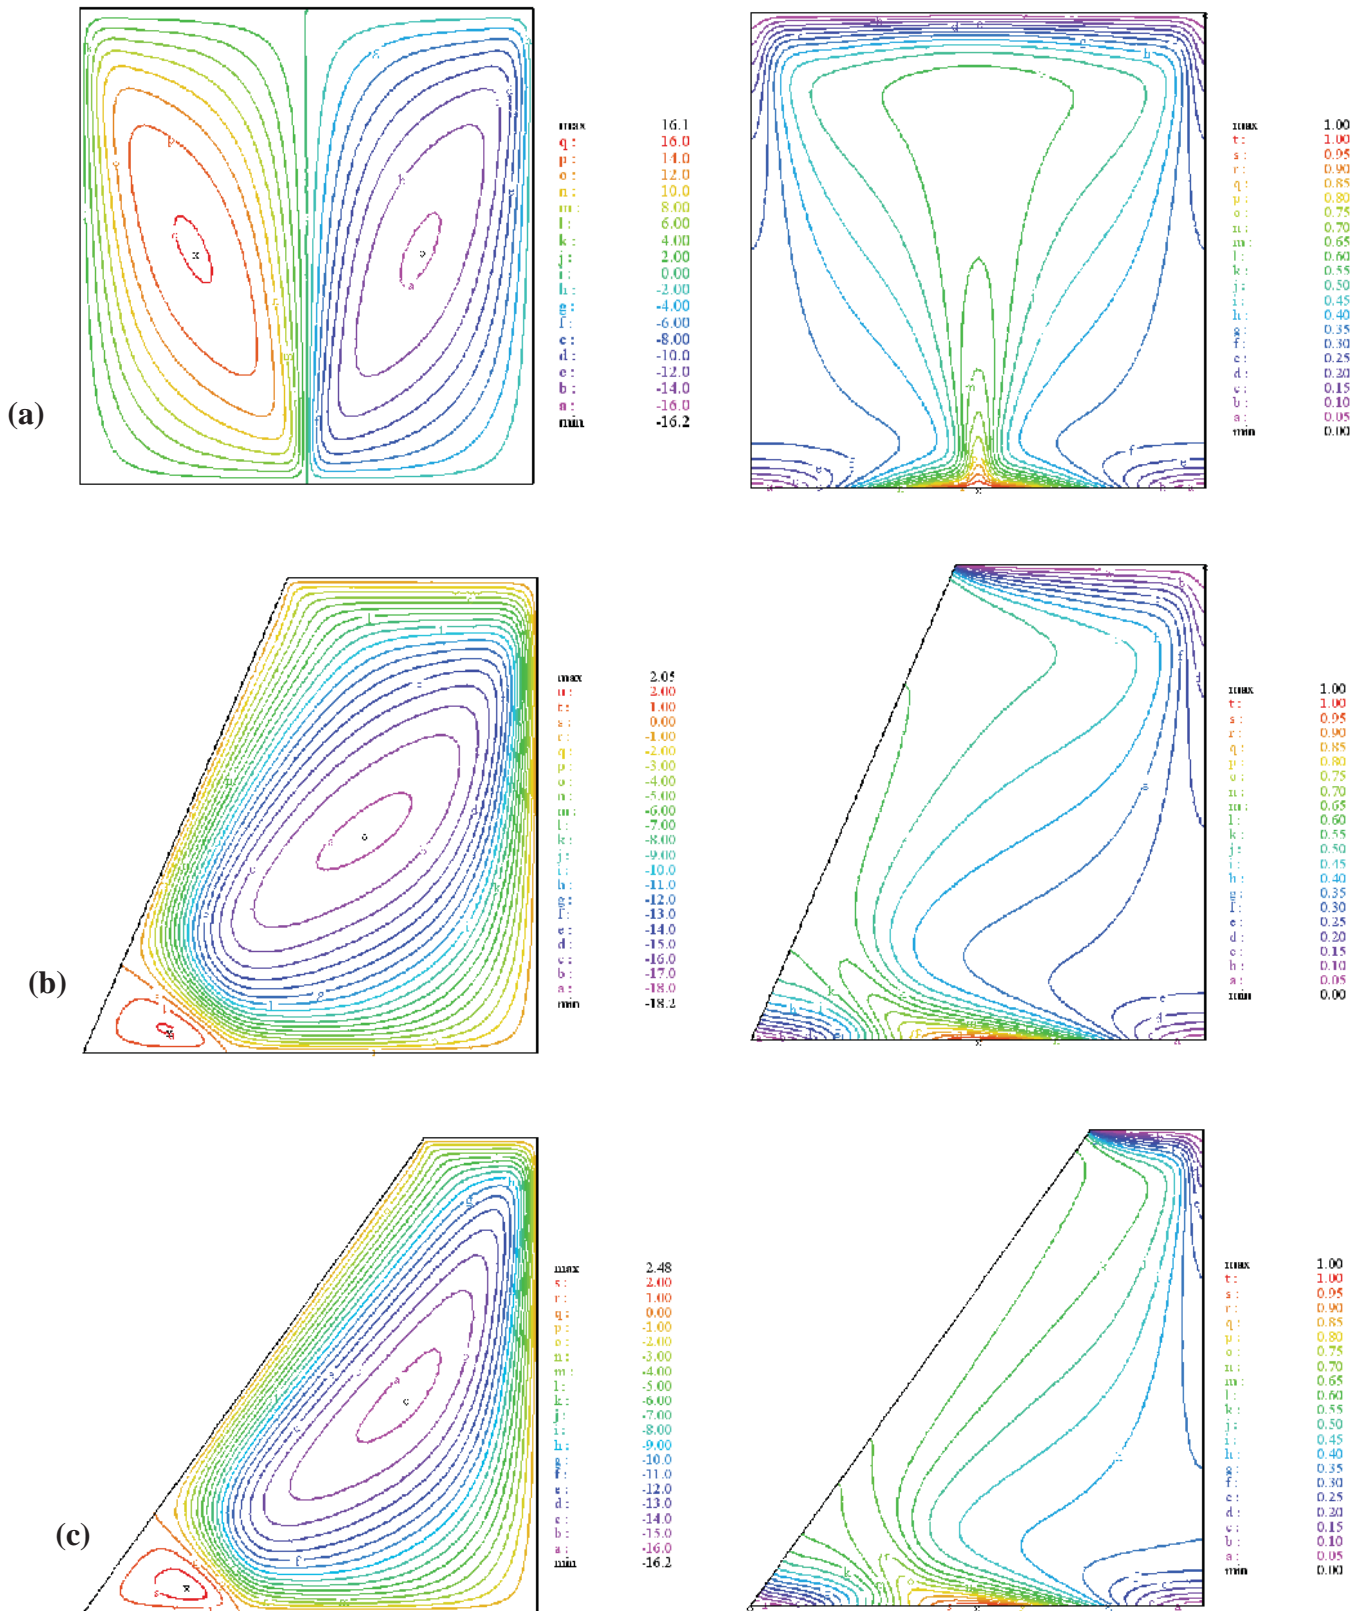 (a)
max 16.1
q: 16.0
p: 14.0
o: 12.0
n: 10.0
m: 8.00
l: 6.00
k: 4.00
j: 2.00
i: 0.00
h: -2.00
g: -4.00
f: -6.00
e: -8.00
d: -10.0
c: -12.0
b: -14.0
a: -16.0
min -16.2
max 1.00
t: 1.00
s: 0.95
r: 0.90
q: 0.85
p: 0.80
o: 0.75
n: 0.70
m: 0.65
l: 0.60
k: 0.55
j: 0.50
i: 0.45
h: 0.40
g: 0.35
f: 0.30
e: 0.25
d: 0.20
c: 0.15
b: 0.10
a: 0.05
min 0.00
(b)
max 2.05
u: 2.00
t: 1.00
s: 0.00
r: -1.00
q: -2.00
p: -3.00
o: -4.00
n: -5.00
m: -6.00
l: -7.00
k: -8.00
j: -9.00
i: -10.0
h: -11.0
g: -12.0
f: -13.0
e: -14.0
d: -15.0
c: -16.0
b: -17.0
a: -18.0
min -18.2
max 1.00
t: 1.00
s: 0.95
r: 0.90
q: 0.85
p: 0.80
o: 0.75
n: 0.70
m: 0.65
l: 0.60
k: 0.55
j: 0.50
i: 0.45
h: 0.40
g: 0.35
f: 0.30
e: 0.25
d: 0.20
c: 0.15
b: 0.10
a: 0.05
min 0.00
(c)
max 2.48
s: 2.00
r: 1.00
q: 0.00
p: -1.00
o: -2.00
n: -3.00
m: -4.00
l: -5.00
k: -6.00
j: -7.00
i: -8.00
h: -9.00
g: -10.0
f: -11.0
e: -12.0
d: -13.0
c: -14.0
b: -15.0
a: -16.0
min -16.2
max 1.00
t: 1.00
s: 0.95
r: 0.90
q: 0.85
p: 0.80
o: 0.75
n: 0.70
m: 0.65
l: 0.60
k: 0.55
j: 0.50
i: 0.45
h: 0.40
g: 0.35
f: 0.30
e: 0.25
d: 0.20
c: 0.15
b: 0.10
a: 0.05
min 0.00